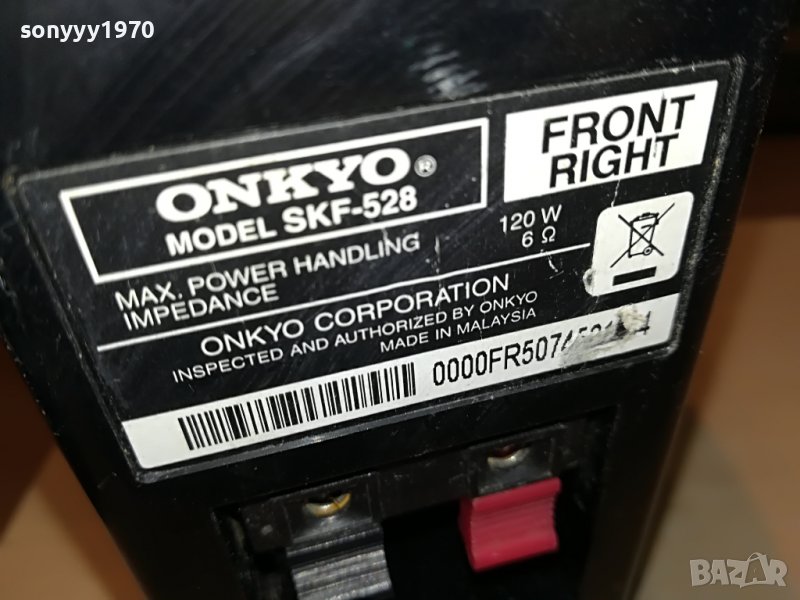 sonyyy1970
ONKYO®
MODEL SKF-528
FRONT
RIGHT
MAX. POWER HANDLING 120 W
IMPEDANCE 6 Ω
ONKYO CORPORATION
INSPECTED AND AUTHORIZED BY ONKYO
MADE IN MALAYSIA
BAZAR